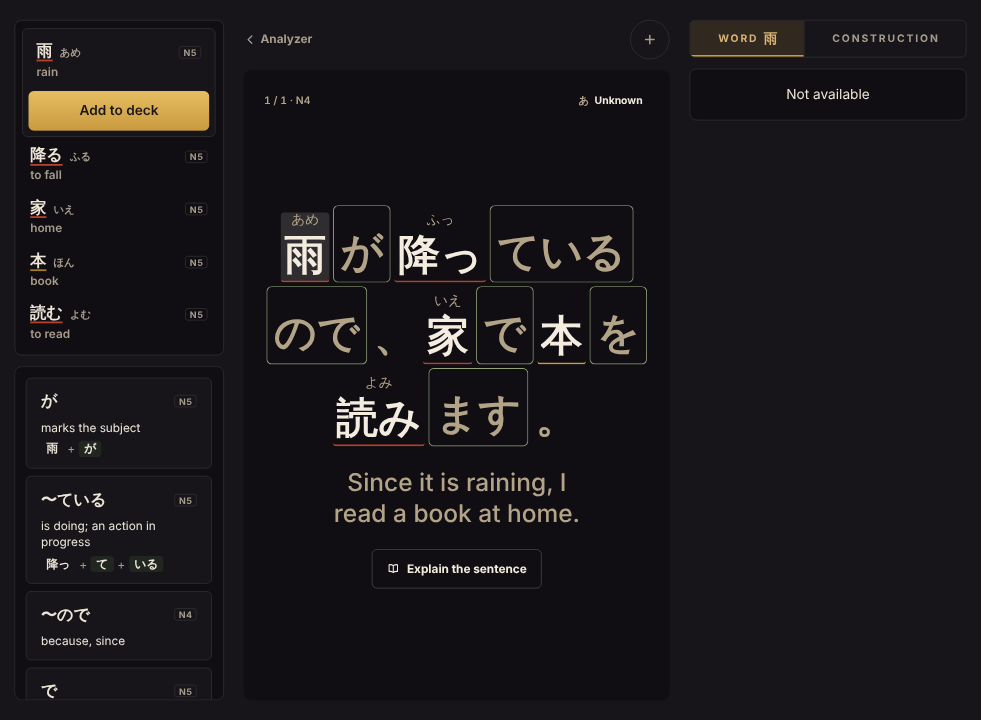 雨 あめ N5
rain
Add to deck
降る ふる N5
to fall
家 いえ N5
home
本 ほん N5
book
読む よむ N5
to read
が N5
marks the subject
雨 + が
〜ている N5
is doing; an action in
progress
降っ + て + いる
〜ので N4
because, since
で N5
Analyzer
+
1 / 1 · N4
あ Unknown
あめ ふっ
雨が降っている
いえ
ので、家で本を
よみ
読みます。
Since it is raining, I
read a book at home.
Explain the sentence
WORD 雨 CONSTRUCTION
Not available